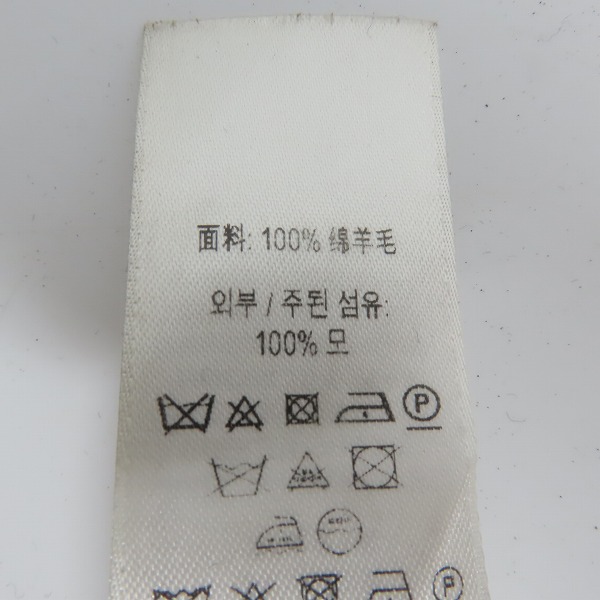 面料: 100% 绵羊毛
외부 / 주된 섬유:
100% 모
P
P